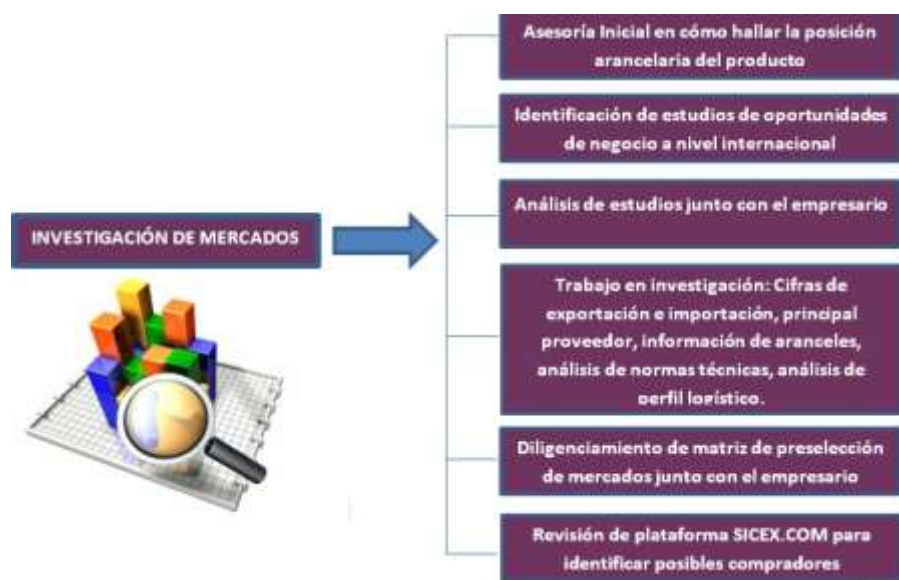 Asesoría Inicial en cómo hallar la posición
arancelaria del producto
Identificación de estudios de oportunidades
de negocio a nivel internacional
Análisis de estudios junto con el empresario
INVESTIGACIÓN DE MERCADOS
Trabajo en investigación: Cifras de
exportación e importación, principal
proveedor, información de aranceles,
análisis de normas técnicas, análisis de
perfil logístico.
Diligenciamiento de matriz de preselección
de mercados junto con el empresario
Revisión de plataforma SICEX.COM para
identificar posibles compradores